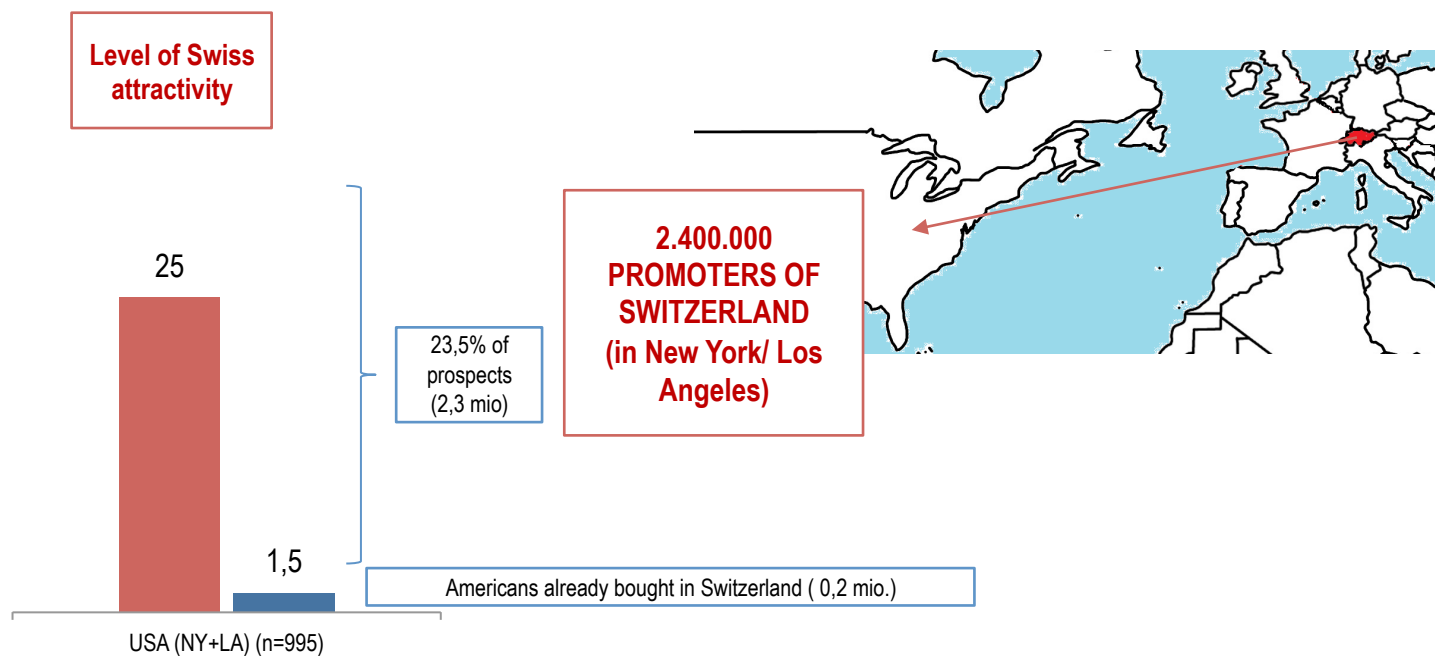 Level of Swiss
attractivity
25
1,5
23,5% of
prospects
(2,3 mio)
2.400.000
PROMOTERS OF
SWITZERLAND
(in New York/ Los
Angeles)
Americans already bought in Switzerland ( 0,2 mio.)
USA (NY+LA) (n=995)